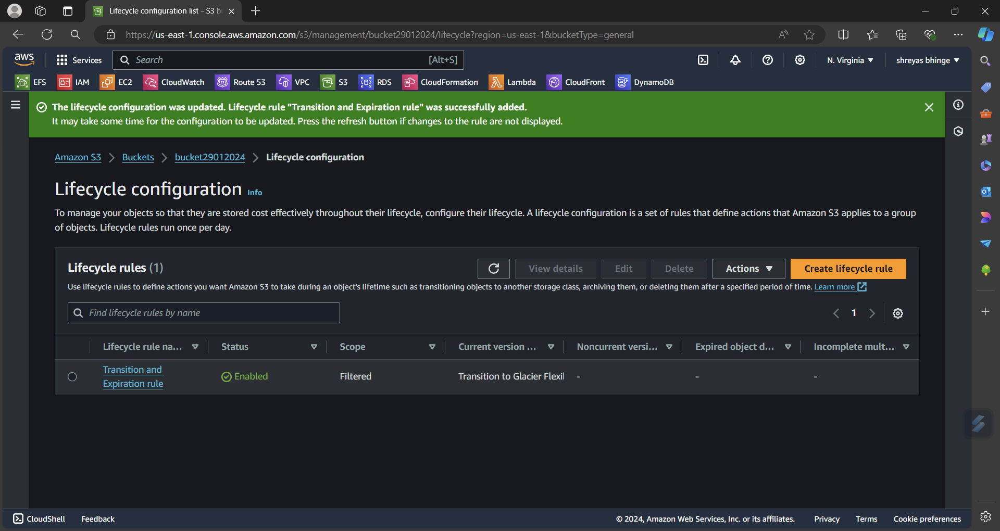 Lifecycle configuration list - S3 b
https://us-east-1.console.aws.amazon.com/s3/management/bucket29012024/lifecycle?region=us-east-1&bucketType=general
aws Services Search [Alt+S] N. Virginia shreyas bhinge
EFS IAM EC2 CloudWatch Route 53 VPC S3 RDS CloudFormation Lambda CloudFront DynamoDB
The lifecycle configuration was updated. Lifecycle rule "Transition and Expiration rule" was successfully added.
It may take some time for the configuration to be updated. Press the refresh button if changes to the rule are not displayed.
Amazon S3 > Buckets > bucket29012024 > Lifecycle configuration
Lifecycle configuration Info
To manage your objects so that they are stored cost effectively throughout their lifecycle, configure their lifecycle. A lifecycle configuration is a set of rules that define actions that Amazon S3 applies to a group
of objects. Lifecycle rules run once per day.
Lifecycle rules (1) View details Edit Delete Actions Create lifecycle rule
Use lifecycle rules to define actions you want Amazon S3 to take during an object's lifetime such as transitioning objects to another storage class, archiving them, or deleting them after a specified period of time. Learn more
Find lifecycle rules by name 1
Lifecycle rule na... Status Scope Current version ... Noncurrent versi... Expired object d... Incomplete mult...
Transition and
Expiration rule Enabled Filtered Transition to Glacier Flexil - - -
CloudShell Feedback © 2024, Amazon Web Services, Inc. or its affiliates. Privacy Terms Cookie preferences